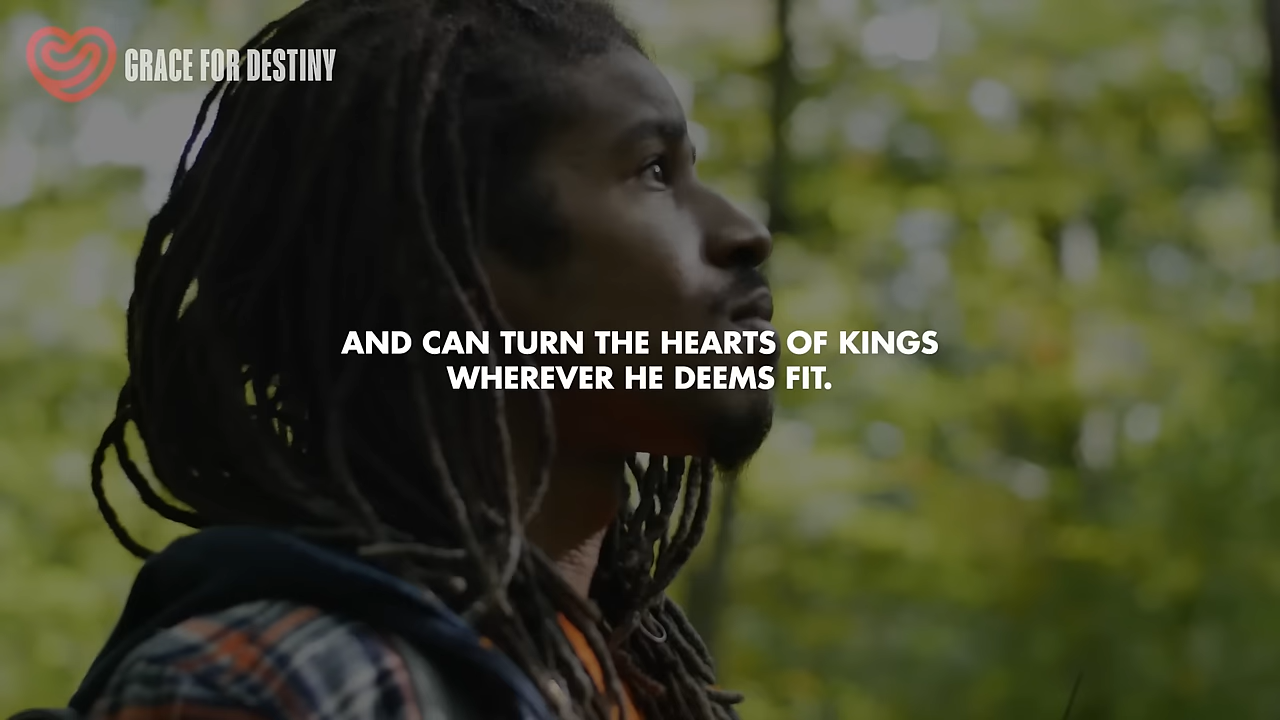 GRACE FOR DESTINY
AND CAN TURN THE HEARTS OF KINGS
WHEREVER HE DEEMS FIT.